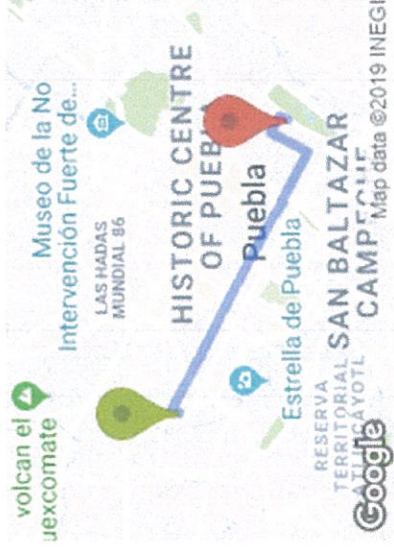 volcan el
uexcomate
Museo de la No
Intervención Fuerte de...
LAS HADAS
MUNDIAL 86
HISTORIC CENTRE
OF PUEBLA
Puebla
Estrella de Puebla
RESERVA
TERRITORIAL
ATLIXCÁYOTL
SAN BALTAZAR
CAMPECHE
Google
Map data ©2019 INEGI